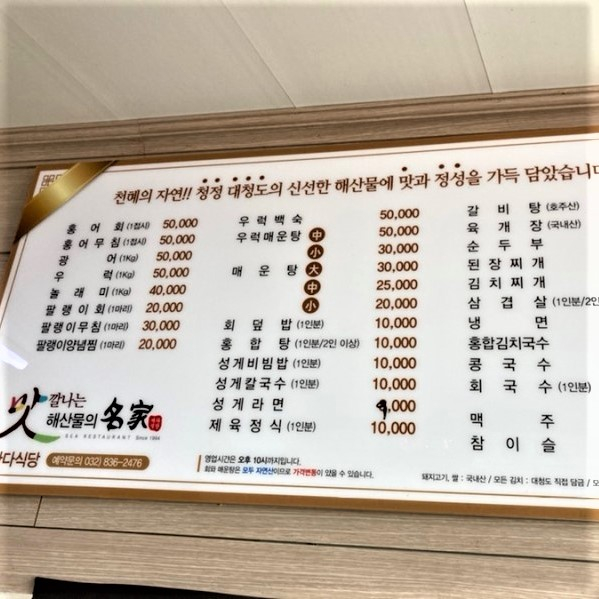 천혜의 자연!! 청정 대청도의 신선한 해산물에 맛과 정성을 가득 담았습니
홍어회 (1접시) 50,000
홍어무침 (1접시) 50,000
광어 (1Kg) 50,000
우럭 (1Kg) 50,000
놀래미 (1Kg) 40,000
팔랭이회 (1마리) 20,000
팔랭이무침 (1마리) 30,000
팔랭이양념찜 (1마리) 20,000
우럭백숙 50,000
우럭매운탕 中 40,000
小 30,000
매운탕 大 30,000
中 25,000
小 20,000
회덮밥 (1인분) 10,000
홍합탕 (1인분/2인 이상) 10,000
성게비빔밥 (1인분) 10,000
성게칼국수 (1인분) 10,000
성게라면 9,000
제육정식 (1인분) 10,000
갈비탕 (호주산)
육개장 (국내산)
순두부
된장찌개
김치찌개
삼겹살 (1인분/2인
냉면
홍합김치국수
콩국수
회국수 (1인분)
맥주
참이슬
맛깔나는
해산물의 名家
SEA RESTAURANT Since 1994
다식당 예약문의 032) 836-2476
영업시간은 오후 10시까지입니다.
회와 매운탕은 모두 자연산이므로 가격변동이 있을 수 있습니다.
돼지고기, 쌀 : 국내산 / 모든 김치 : 대청도 직접 담금 /